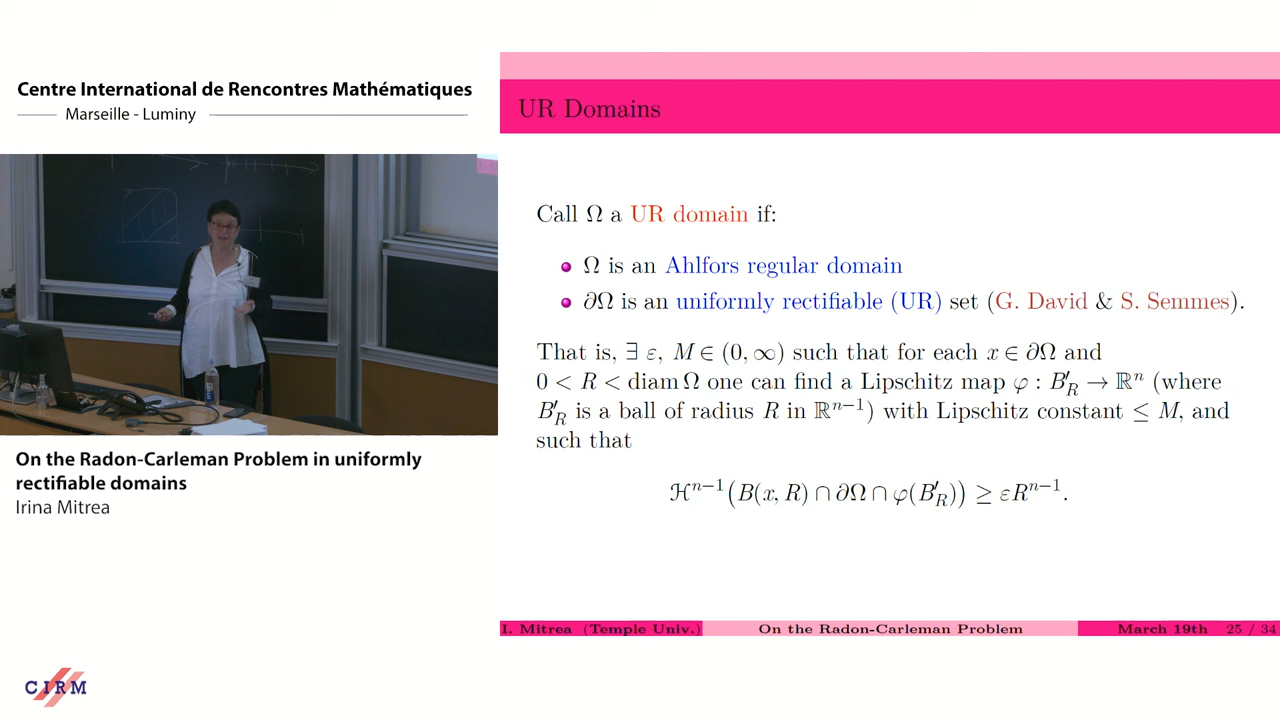 Centre International de Rencontres Mathématiques
Marseille - Luminy
On the Radon-Carleman Problem in uniformly
rectifiable domains
Irina Mitrea
CIRM
UR Domains
Call Ω a UR domain if:
Ω is an Ahlfors regular domain
∂Ω is an uniformly rectifiable (UR) set (G. David & S. Semmes).
That is, ∃ ε, M ∈ (0, ∞) such that for each x ∈ ∂Ω and
0 < R < diam Ω one can find a Lipschitz map φ : B′_R → ℝⁿ (where
B′_R is a ball of radius R in ℝⁿ⁻¹) with Lipschitz constant ≤ M, and
such that
ℋⁿ⁻¹(B(x, R) ∩ ∂Ω ∩ φ(B′_R)) ≥ εRⁿ⁻¹.
I. Mitrea (Temple Univ.) On the Radon-Carleman Problem March 19th 25 / 34